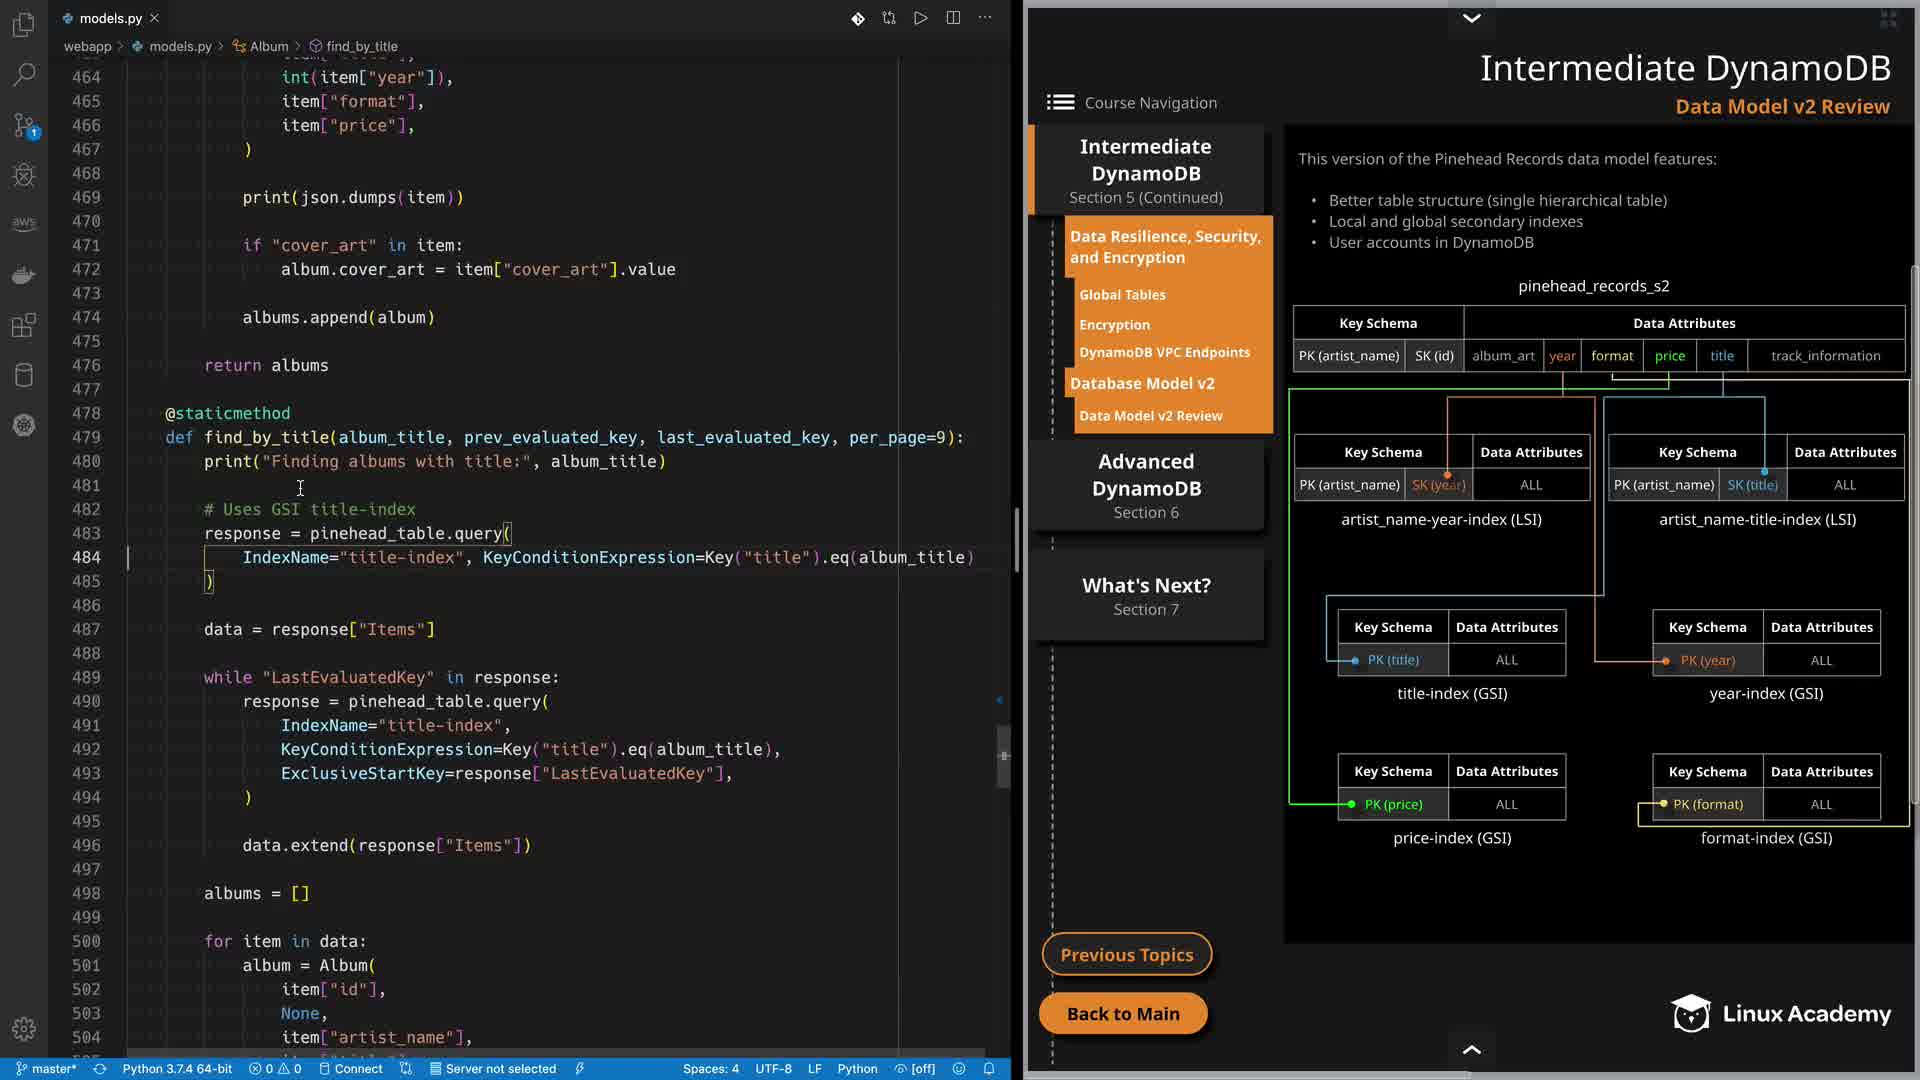 models.py
webapp > models.py > Album > find_by_title
464 int(item["year"]),
465 item["format"],
466 item["price"],
467 )
468
469 print(json.dumps(item))
470
471 if "cover_art" in item:
472 album.cover_art = item["cover_art"].value
473
474 albums.append(album)
475
476 return albums
477
478 @staticmethod
479 def find_by_title(album_title, prev_evaluated_key, last_evaluated_key, per_page=9):
480 print("Finding albums with title:", album_title)
481
482 # Uses GSI title-index
483 response = pinehead_table.query(
484 IndexName="title-index", KeyConditionExpression=Key("title").eq(album_title)
485 )
486
487 data = response["Items"]
488
489 while "LastEvaluatedKey" in response:
490 response = pinehead_table.query(
491 IndexName="title-index",
492 KeyConditionExpression=Key("title").eq(album_title),
493 ExclusiveStartKey=response["LastEvaluatedKey"],
494 )
495
496 data.extend(response["Items"])
497
498 albums = []
499
500 for item in data:
501 album = Album(
502 item["id"],
503 None,
504 item["artist_name"],
1
aws
master* Python 3.7.4 64-bit 0 0 Connect Server not selected Spaces: 4 UTF-8 LF Python [off]
Intermediate DynamoDB
Data Model v2 Review
Course Navigation
Intermediate
DynamoDB
Section 5 (Continued)
Data Resilience, Security,
and Encryption
Global Tables
Encryption
DynamoDB VPC Endpoints
Database Model v2
Data Model v2 Review
Advanced
DynamoDB
Section 6
What's Next?
Section 7
Previous Topics
Back to Main
This version of the Pinehead Records data model features:
• Better table structure (single hierarchical table)
• Local and global secondary indexes
• User accounts in DynamoDB
pinehead_records_s2
Key Schema Data Attributes
PK (artist_name) SK (id) album_art year format price title track_information
Key Schema Data Attributes
PK (artist_name) SK (year) ALL
artist_name-year-index (LSI)
Key Schema Data Attributes
PK (artist_name) SK (title) ALL
artist_name-title-index (LSI)
Key Schema Data Attributes
PK (title) ALL
title-index (GSI)
Key Schema Data Attributes
PK (year) ALL
year-index (GSI)
Key Schema Data Attributes
PK (price) ALL
price-index (GSI)
Key Schema Data Attributes
PK (format) ALL
format-index (GSI)
Linux Academy